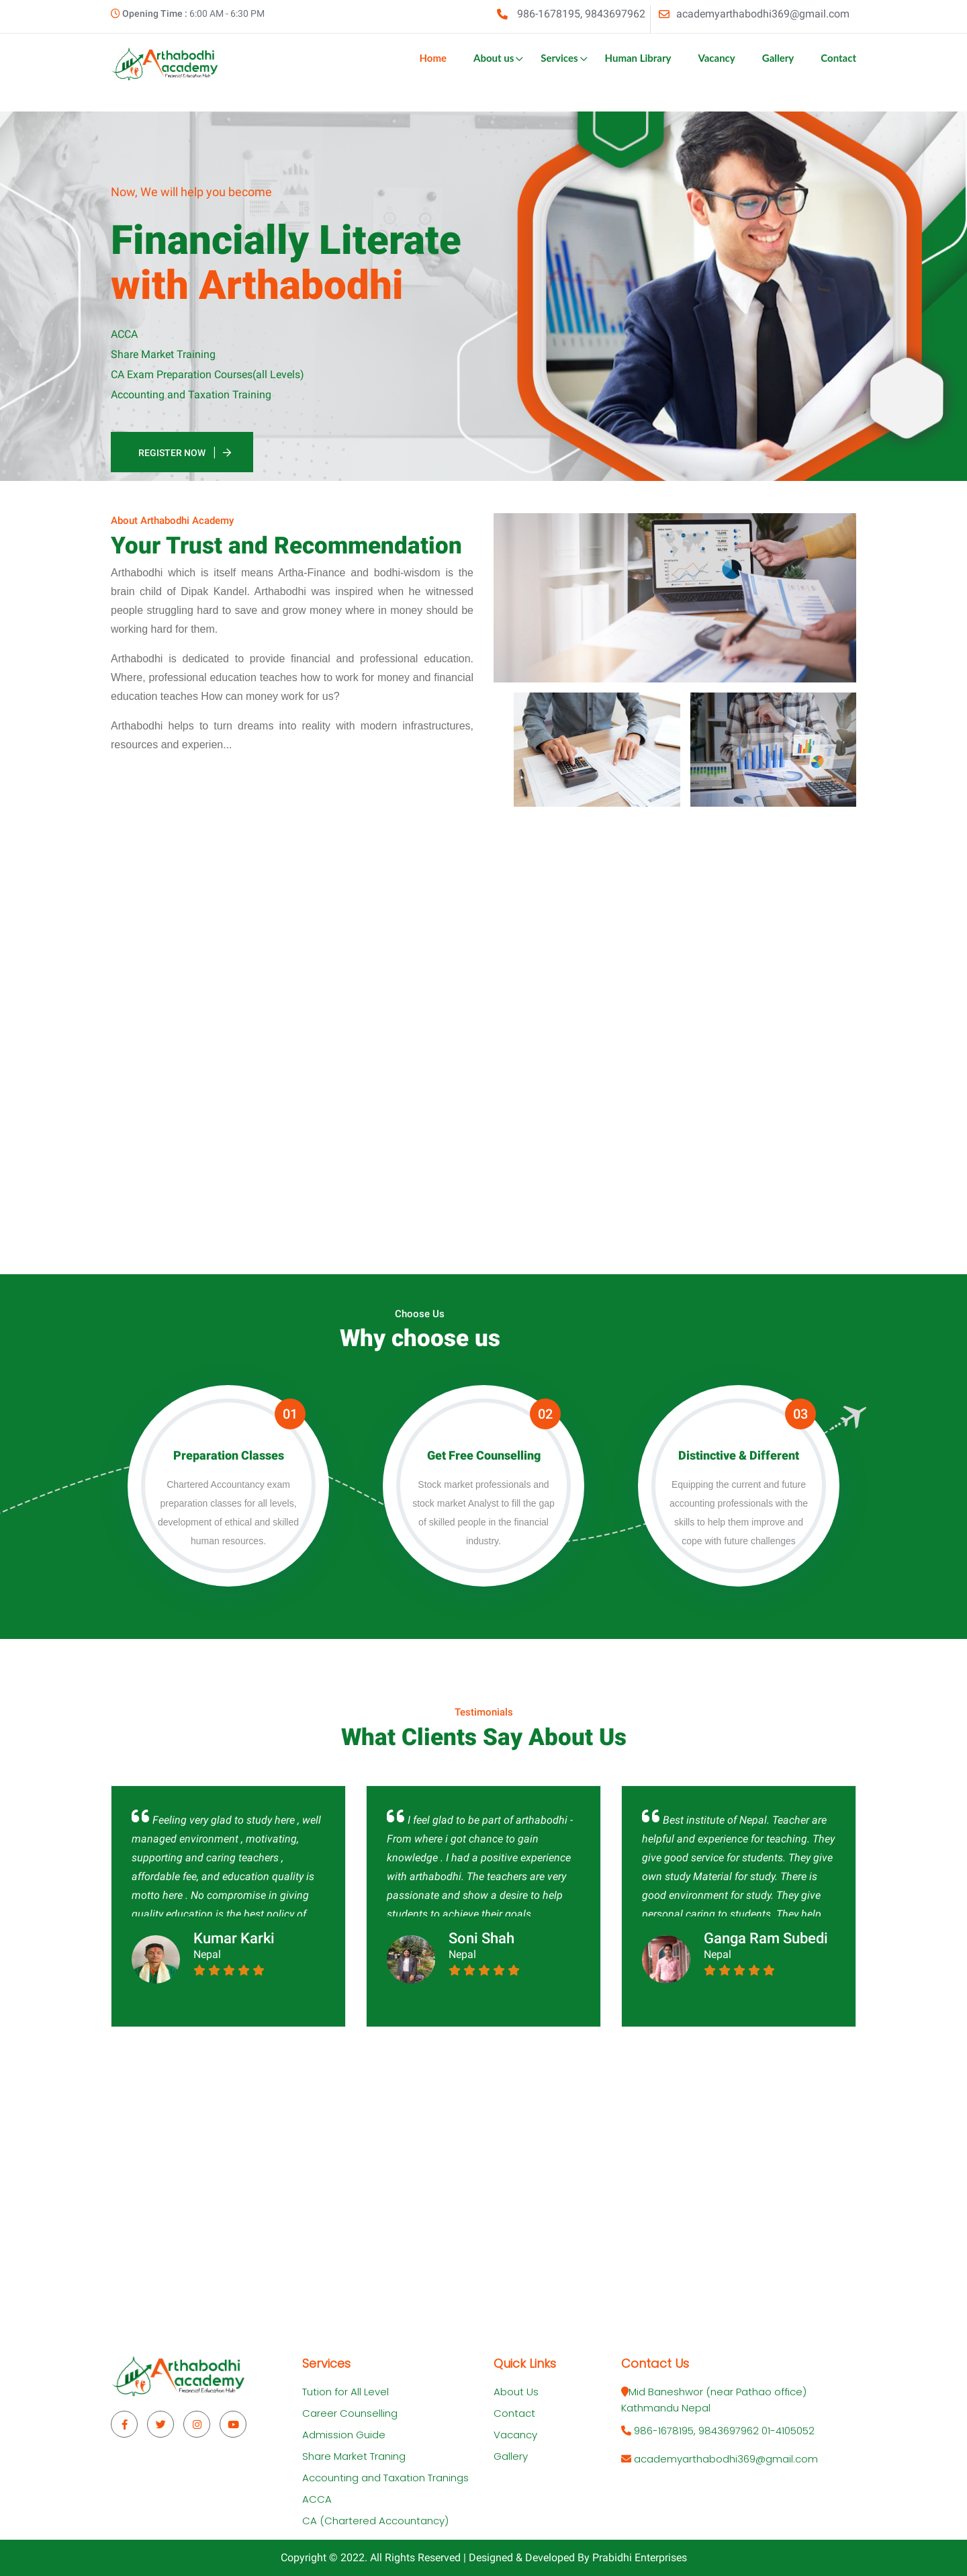 Opening Time : 6:00 AM - 6:30 PM
986-1678195, 9843697962
academyarthabodhi369@gmail.com
Arthabodhi
academy
Financial Education Hub
Home
About us
Services
Human Library
Vacancy
Gallery
Contact
Now, We will help you become
Financially Literate
with Arthabodhi
ACCA
Share Market Training
CA Exam Preparation Courses(all Levels)
Accounting and Taxation Training
REGISTER NOW
About Arthabodhi Academy
Your Trust and Recommendation
Arthabodhi which is itself means Artha-Finance and bodhi-wisdom is the
brain child of Dipak Kandel. Arthabodhi was inspired when he witnessed
people struggling hard to save and grow money where in money should be
working hard for them.
Arthabodhi is dedicated to provide financial and professional education.
Where, professional education teaches how to work for money and financial
education teaches How can money work for us?
Arthabodhi helps to turn dreams into reality with modern infrastructures,
resources and experien...
Choose Us
Why choose us
01
Preparation Classes
Chartered Accountancy exam
preparation classes for all levels,
development of ethical and skilled
human resources.
02
Get Free Counselling
Stock market professionals and
stock market Analyst to fill the gap
of skilled people in the financial
industry.
03
Distinctive & Different
Equipping the current and future
accounting professionals with the
skills to help them improve and
cope with future challenges
Testimonials
What Clients Say About Us
Feeling very glad to study here , well
managed environment , motivating,
supporting and caring teachers ,
affordable fee, and education quality is
motto here . No compromise in giving
quality education is the best policy of
Kumar Karki
Nepal
I feel glad to be part of arthabodhi -
From where i got chance to gain
knowledge . I had a positive experience
with arthabodhi. The teachers are very
passionate and show a desire to help
students to achieve their goals.
Soni Shah
Nepal
Best institute of Nepal. Teacher are
helpful and experience for teaching. They
give good service for students. They give
own study Material for study. There is
good environment for study. They give
personal caring to students. They help
Ganga Ram Subedi
Nepal
Arthabodhi
academy
Financial Education Hub
Services
Tution for All Level
Career Counselling
Admission Guide
Share Market Traning
Accounting and Taxation Tranings
ACCA
CA (Chartered Accountancy)
Quick Links
About Us
Contact
Vacancy
Gallery
Contact Us
Mid Baneshwor (near Pathao office)
Kathmandu Nepal
986-1678195, 9843697962 01-4105052
academyarthabodhi369@gmail.com
Copyright © 2022. All Rights Reserved | Designed & Developed By Prabidhi Enterprises